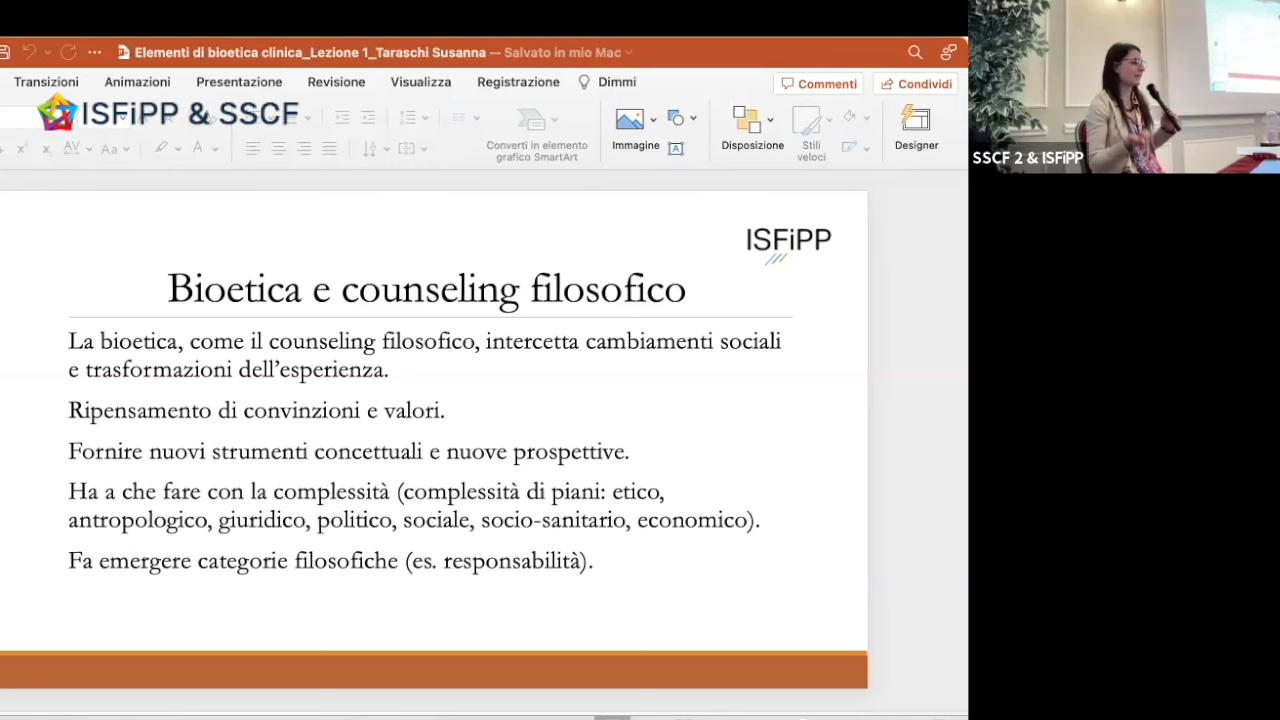 Elementi di bioetica clinica_Lezione 1_Taraschi Susanna — Salvato in mio Mac
Transizioni Animazioni Presentazione Revisione Visualizza Registrazione Dimmi
Commenti Condividi
ISFiPP & SSCF
Aa A
Converti in elemento
grafico SmartArt
Immagine
Disposizione
Stili
veloci
Designer
SSCF 2 & ISFiPP
ISFiPP
Bioetica e counseling filosofico
La bioetica, come il counseling filosofico, intercetta cambiamenti sociali
e trasformazioni dell’esperienza.
Ripensamento di convinzioni e valori.
Fornire nuovi strumenti concettuali e nuove prospettive.
Ha a che fare con la complessità (complessità di piani: etico,
antropologico, giuridico, politico, sociale, socio-sanitario, economico).
Fa emergere categorie filosofiche (es. responsabilità).